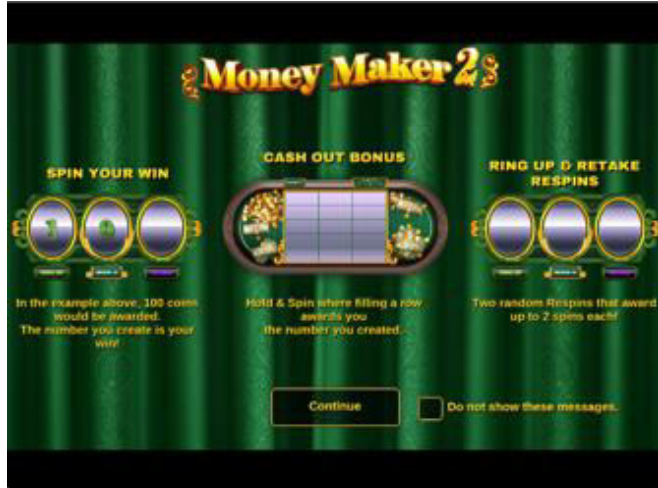 Money Maker 2
SPIN YOUR WIN
CASH OUT BONUS
RING UP & RETAKE
RESPINS
1 0
In the example above, 100 coins
would be awarded.
The number you create is your
win!
Hold & Spin where filling a row
awards you
the number you created.
Two random Respins that award
up to 2 spins each!
Continue
Do not show these messages.